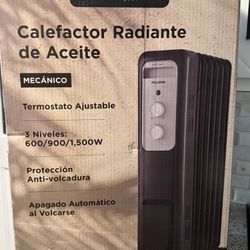 Calefactor Radiante
de Aceite
MECÁNICO
Termostato Ajustable
3 Niveles:
600/900/1,500W
Protección
Anti-volcadura
Apagado Automático
al Volcarse
PELONIS